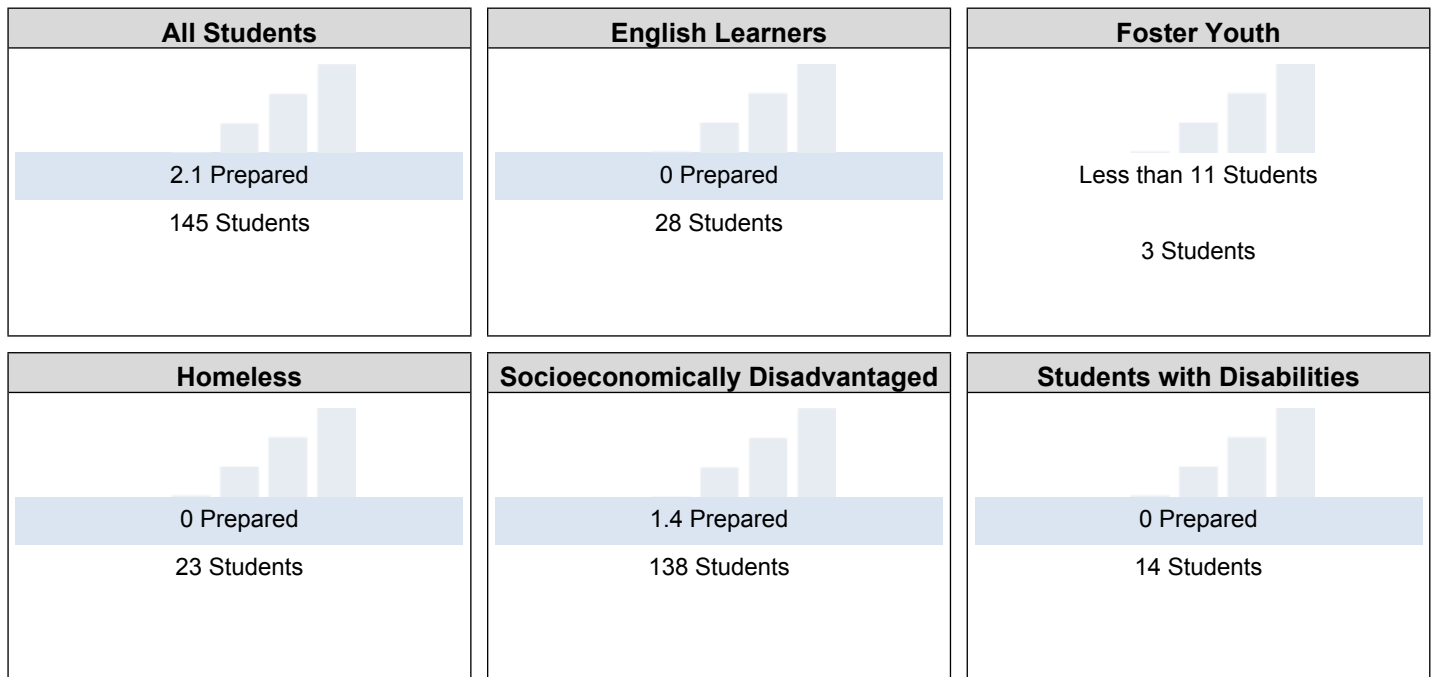 All Students
2.1 Prepared
145 Students
English Learners
0 Prepared
28 Students
Foster Youth
Less than 11 Students
3 Students
Homeless
0 Prepared
23 Students
Socioeconomically Disadvantaged
1.4 Prepared
138 Students
Students with Disabilities
0 Prepared
14 Students